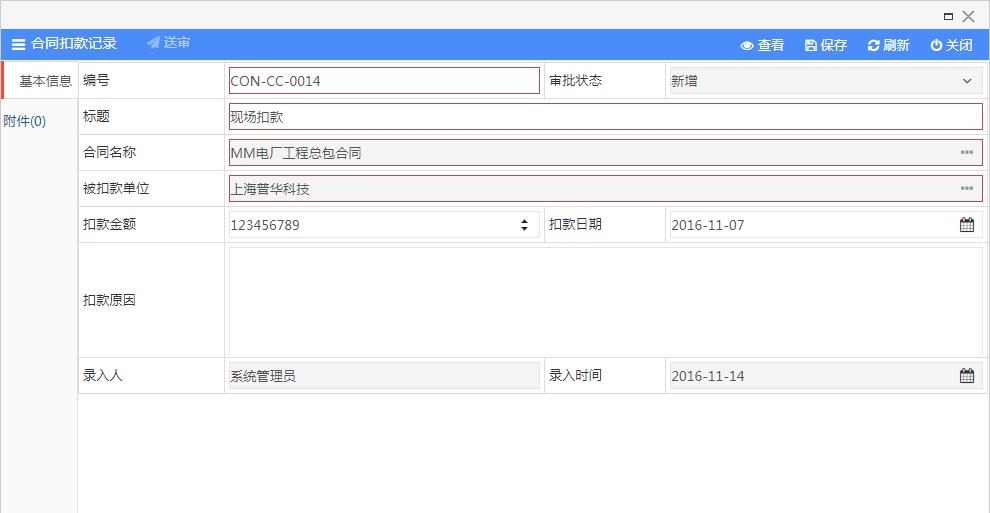 合同扣款记录 送审 查看 保存 刷新 关闭
基本信息
附件(0)
编号 CON-CC-0014 审批状态 新增
标题 现场扣款
合同名称 MM电厂工程总包合同
被扣款单位 上海普华科技
扣款金额 123456789 扣款日期 2016-11-07
扣款原因
录入人 系统管理员 录入时间 2016-11-14